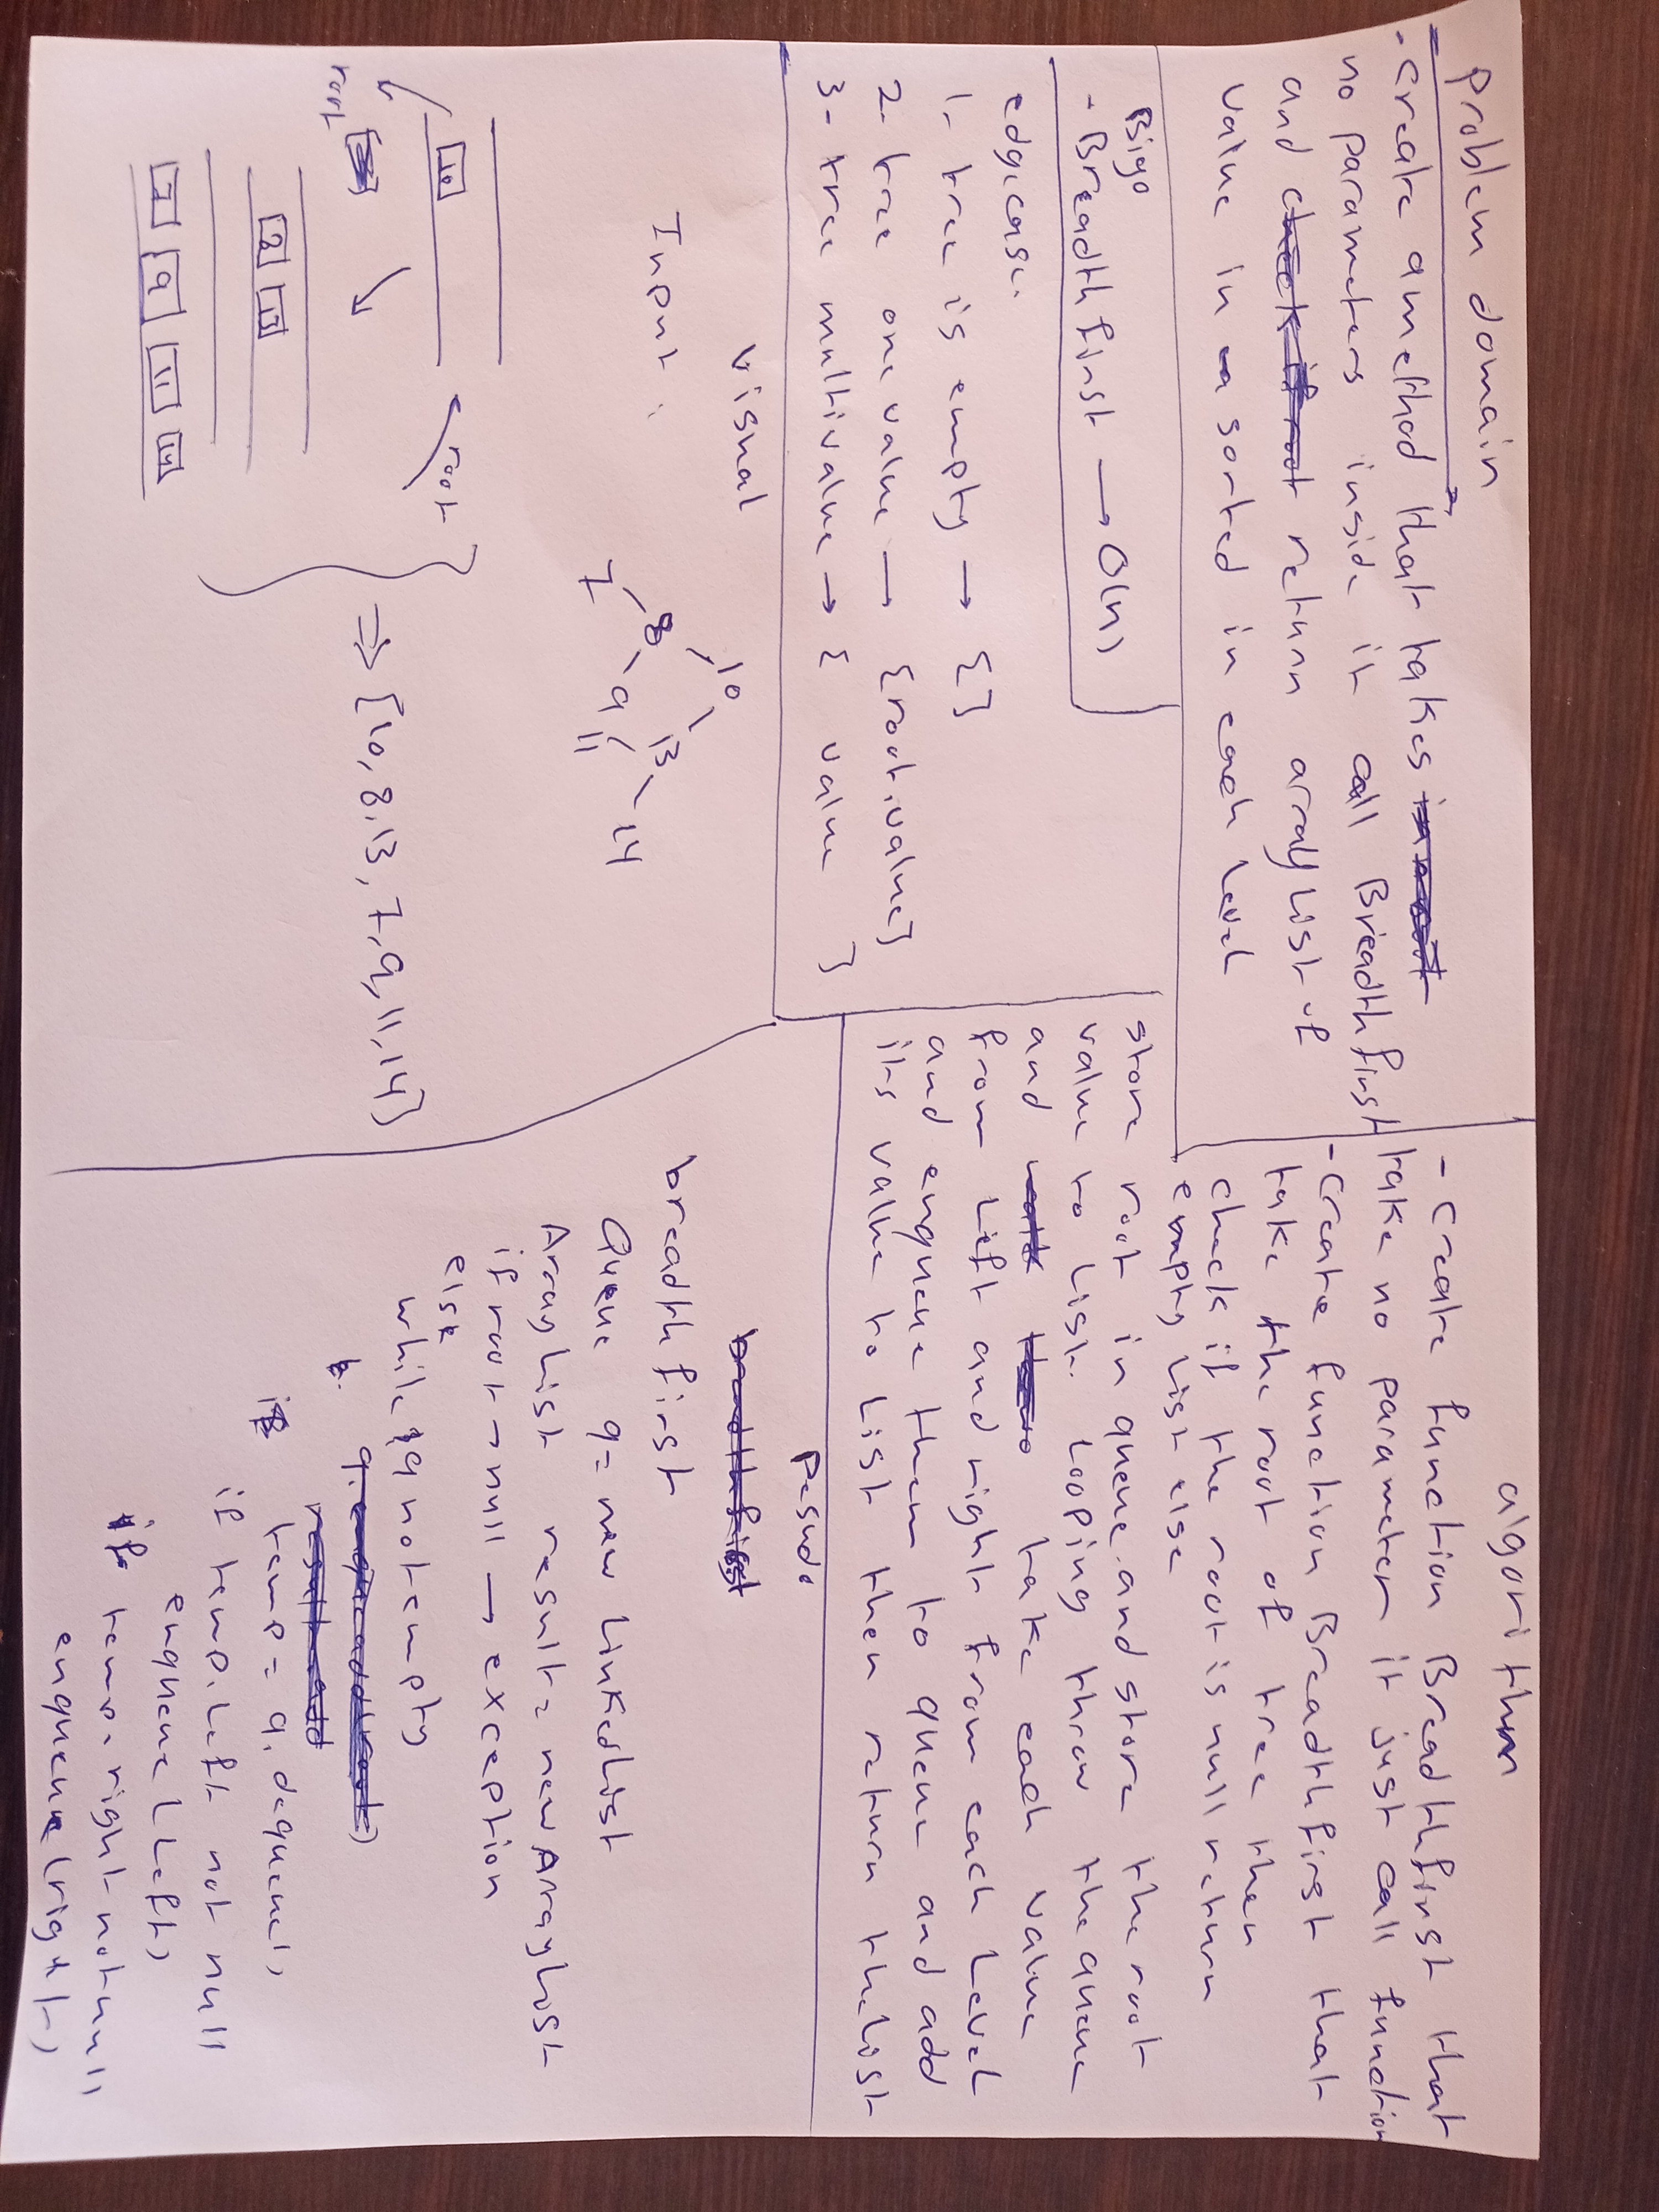 problem domain
- create a method that takes
no parameters inside it call Breadthfirst
and return array List of
value in sorted in each level
Bigo
- Breadthfirst → O(n)
edgecase.
1- tree is empty → {}
2- tree one value → {root.value}
3- tree multivalue → { value }
visual
Input :
10
8 13
7 9 11 14
10
root
root
8 13
7 9 11 14
⇒ {10, 8, 13, 7, 9, 11, 14}
algorithm
- create function Breadthfirst that
take no parameter it just call function
- create function Breadthfirst that
take the root of tree then
check if the root is null return
empty List else
store root in queue and store the root
value to List. Looping threw the queue
and take each value
from Left and right from each Level
and enqueue them to queue and add
its value to List then return the List
Pesudo
breadthfirst
Queue q = new LinkedList
ArrayList result = new ArrayList
if root → null → exception
else
while q not empty
temp = q. dequeue()
if temp. Left not null
enqueue (Left)
if temp. right not null
enqueue (right)